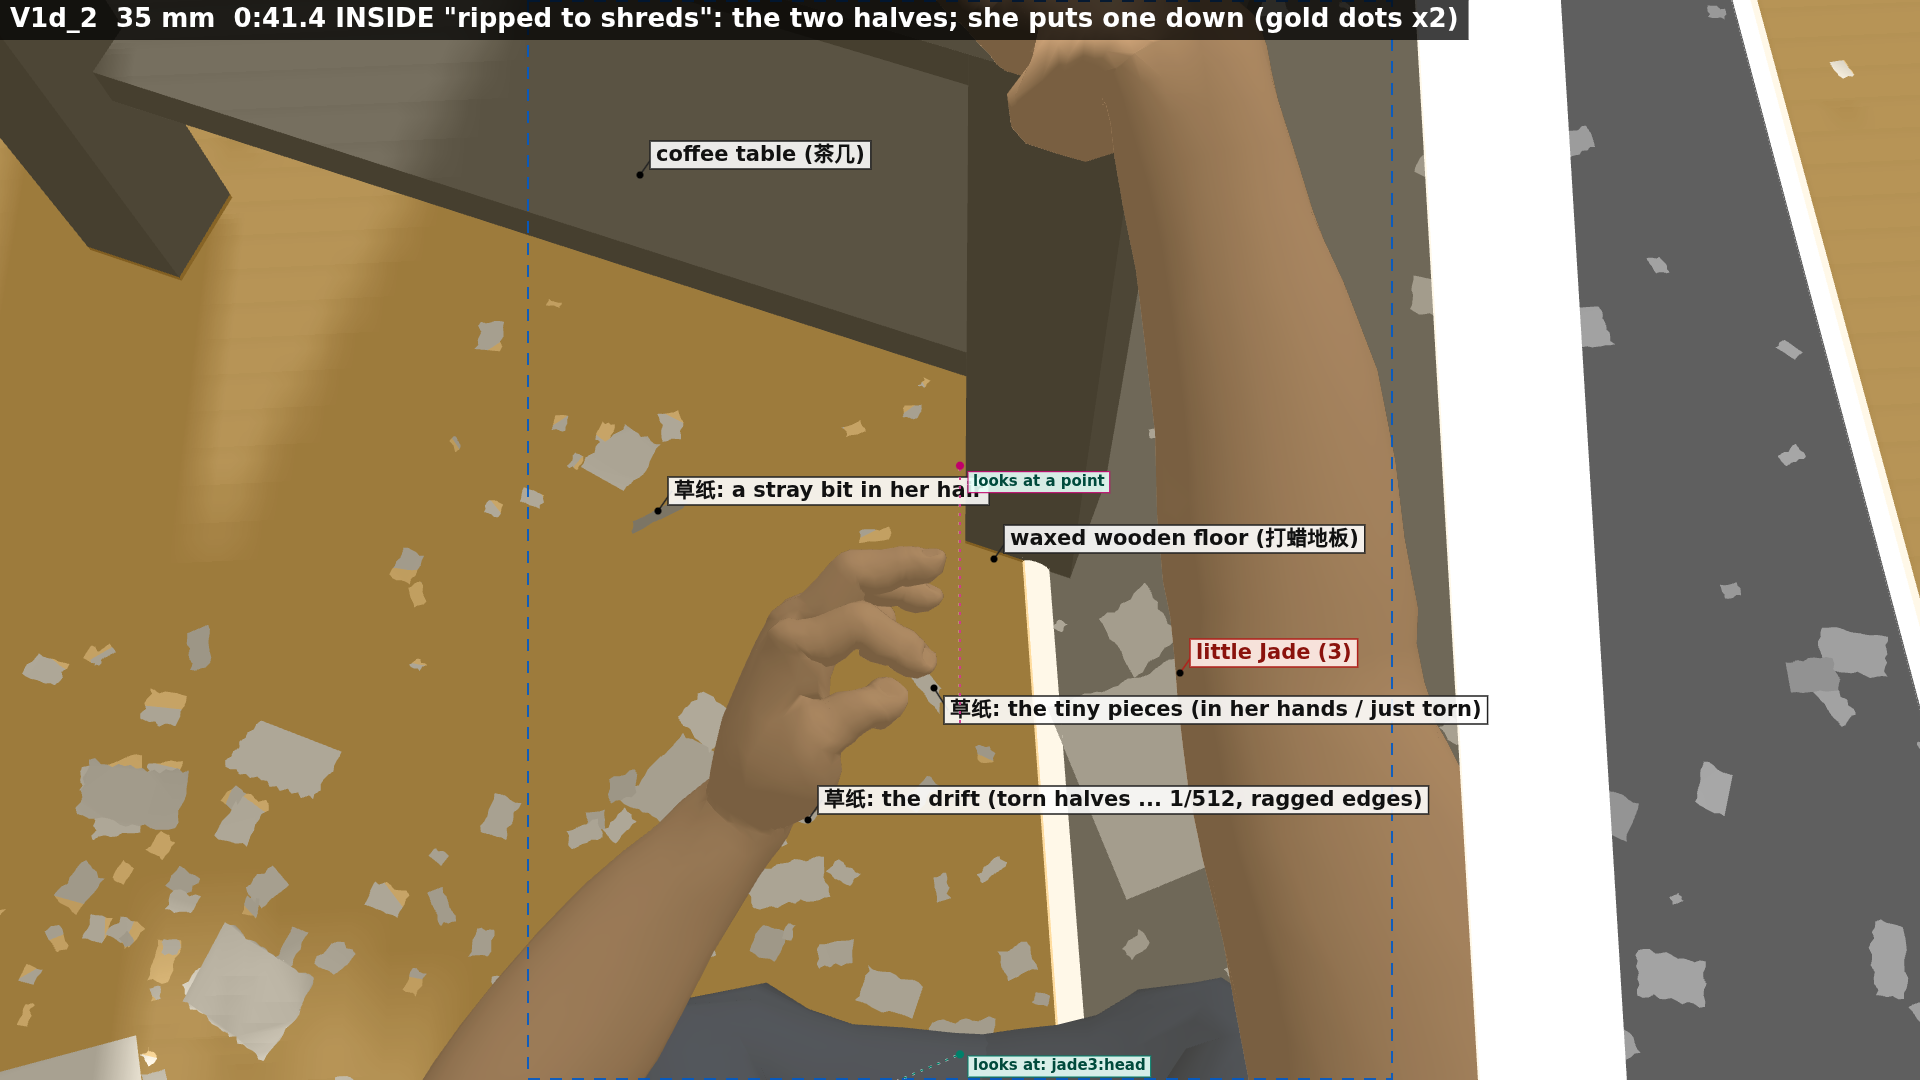 V1d_2 35 mm 0:41.4 INSIDE "ripped to shreds": the two halves; she puts one down (gold dots x2)
coffee table (茶几)
草纸: a stray bit in her
looks at a point
waxed wooden floor (打蜡地板)
little Jade (3)
草纸: the tiny pieces (in her hands / just torn)
草纸: the drift (torn halves ... 1/512, ragged edges)
looks at: jade3:head